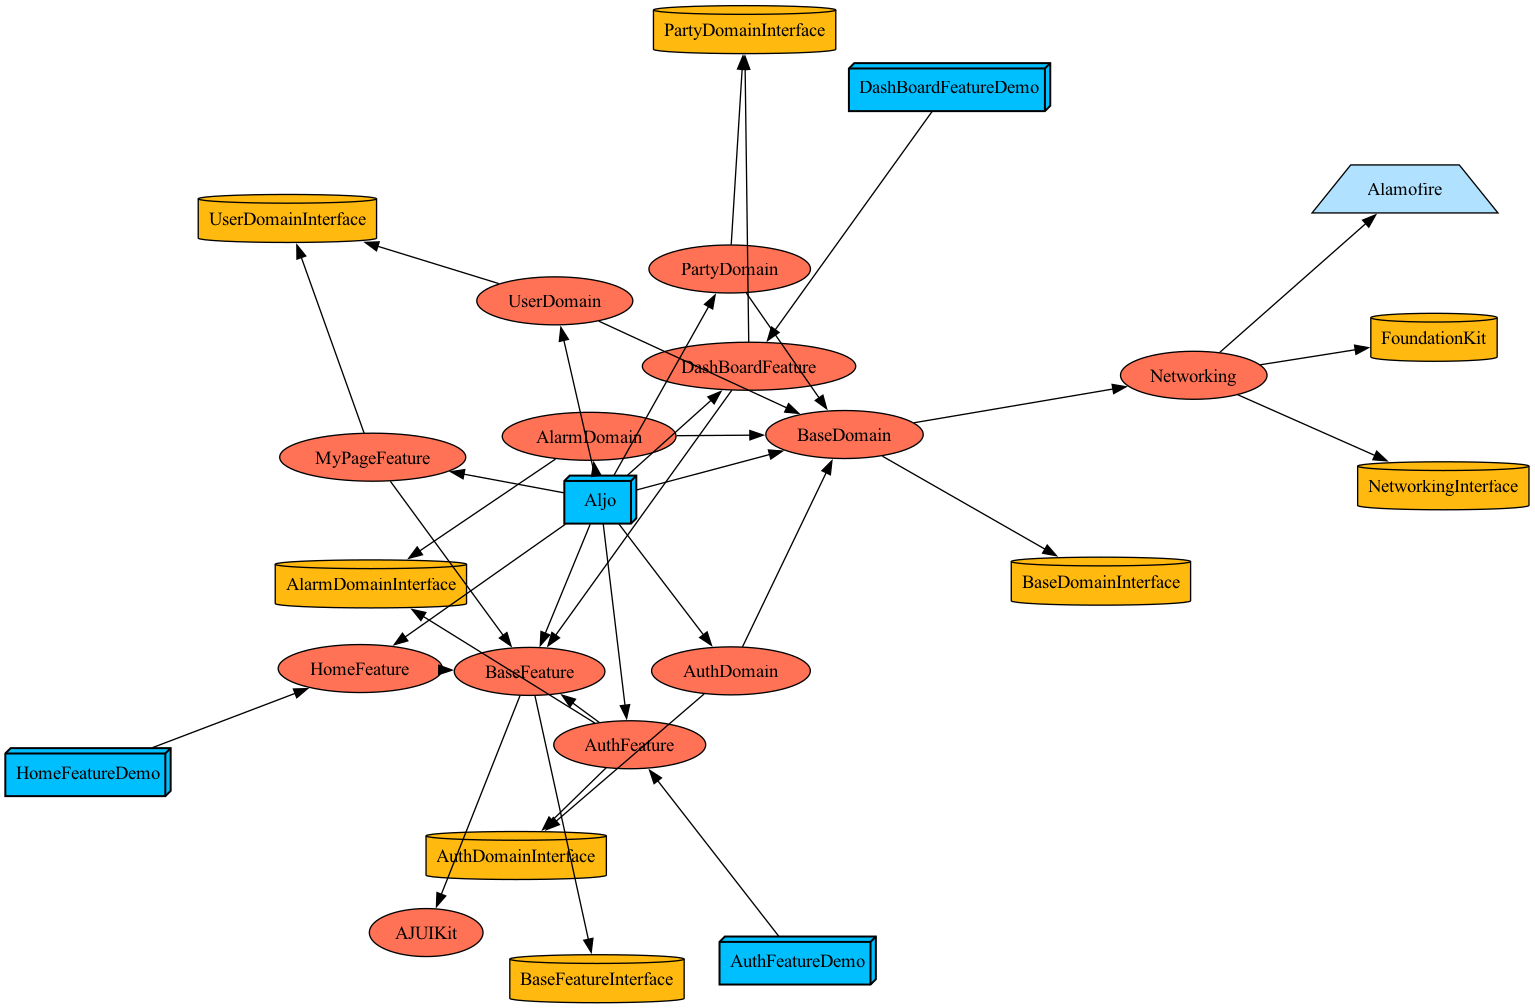 PartyDomainInterface
DashBoardFeatureDemo
Alamofire
UserDomainInterface
PartyDomain
UserDomain
FoundationKit
DashBoardFeature
Networking
AlarmDomain
BaseDomain
MyPageFeature
NetworkingInterface
Aljo
BaseDomainInterface
AlarmDomainInterface
HomeFeature
BaseFeature
AuthDomain
AuthFeature
HomeFeatureDemo
AuthDomainInterface
AJUIKit
AuthFeatureDemo
BaseFeatureInterface